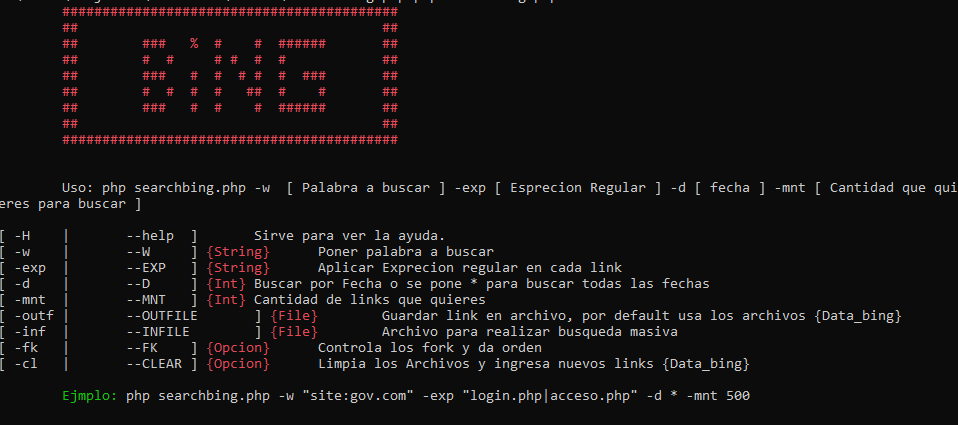 ##########################################
##                                      ##
##        ###   %  #    #  ######       ##
##        #  #     # #  #  #            ##
##        ###   #  #  # #  #  ###       ##
##        #  #  #  #   ##  #    #       ##
##        ###   #  #    #  ######       ##
##                                      ##
##########################################
Uso: php searchbing.php -w  [ Palabra a buscar ] -exp [ Esprecion Regular ] -d [ fecha ] -mnt [ Cantidad que qui
eres para buscar ]
[ -H    |       --help  ]       Sirve para ver la ayuda.
[ -w    |       --W     ] {String}      Poner palabra a buscar
[ -exp  |       --EXP   ] {String}      Aplicar Exprecion regular en cada link
[ -d    |       --D     ] {Int} Buscar por Fecha o se pone * para buscar todas las fechas
[ -mnt  |       --MNT   ] {Int} Cantidad de links que quieres
[ -outf |       --OUTFILE       ] {File}        Guardar link en archivo, por default usa los archivos {Data_bing}
[ -inf  |       --INFILE        ] {File}        Archivo para realizar busqueda masiva
[ -fk   |       --FK    ] {Opcion}      Controla los fork y da orden
[ -cl   |       --CLEAR ] {Opcion}      Limpia los Archivos y ingresa nuevos links {Data_bing}
Ejmplo: php searchbing.php -w "site:gov.com" -exp "login.php|acceso.php" -d * -mnt 500